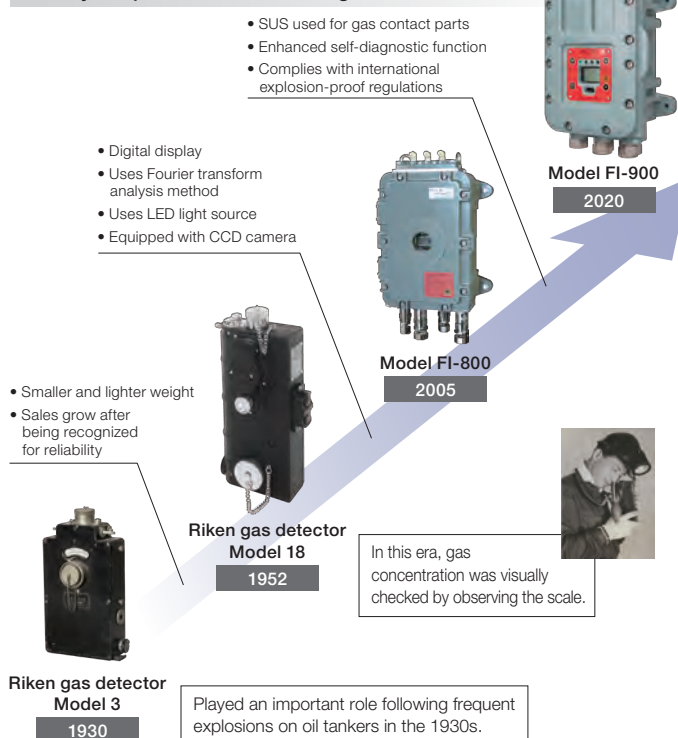 • SUS used for gas contact parts
• Enhanced self-diagnostic function
• Complies with international
explosion-proof regulations
Model FI-900
2020
• Digital display
• Uses Fourier transform
analysis method
• Uses LED light source
• Equipped with CCD camera
Model FI-800
2005
• Smaller and lighter weight
• Sales grow after
being recognized
for reliability
Riken gas detector
Model 18
1952
In this era, gas
concentration was visually
checked by observing the scale.
Riken gas detector
Model 3
1930
Played an important role following frequent
explosions on oil tankers in the 1930s.